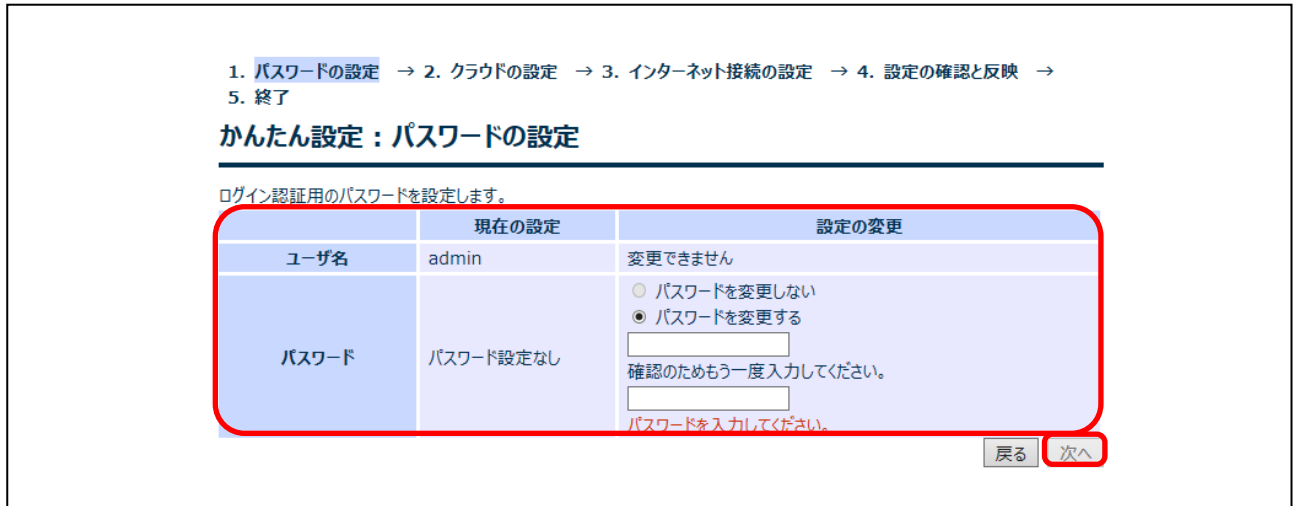 1. パスワードの設定 → 2. クラウドの設定 → 3. インターネット接続の設定 → 4. 設定の確認と反映 →
5. 終了
かんたん設定：パスワードの設定
ログイン認証用のパスワードを設定します。
現在の設定 設定の変更
ユーザ名 admin 変更できません
パスワード パスワード設定なし
パスワードを変更しない
パスワードを変更する
確認のためもう一度入力してください。
パスワードを入力してください。
戻る 次へ